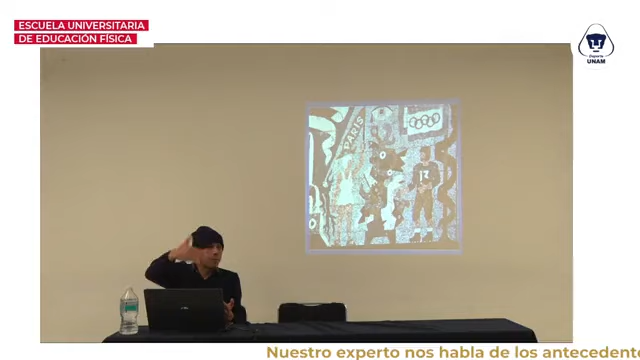 ESCUELA UNIVERSITARIA
DE EDUCACIÓN FÍSICA
UNAM
PARIS
Nuestro experto nos habla de los antecedent